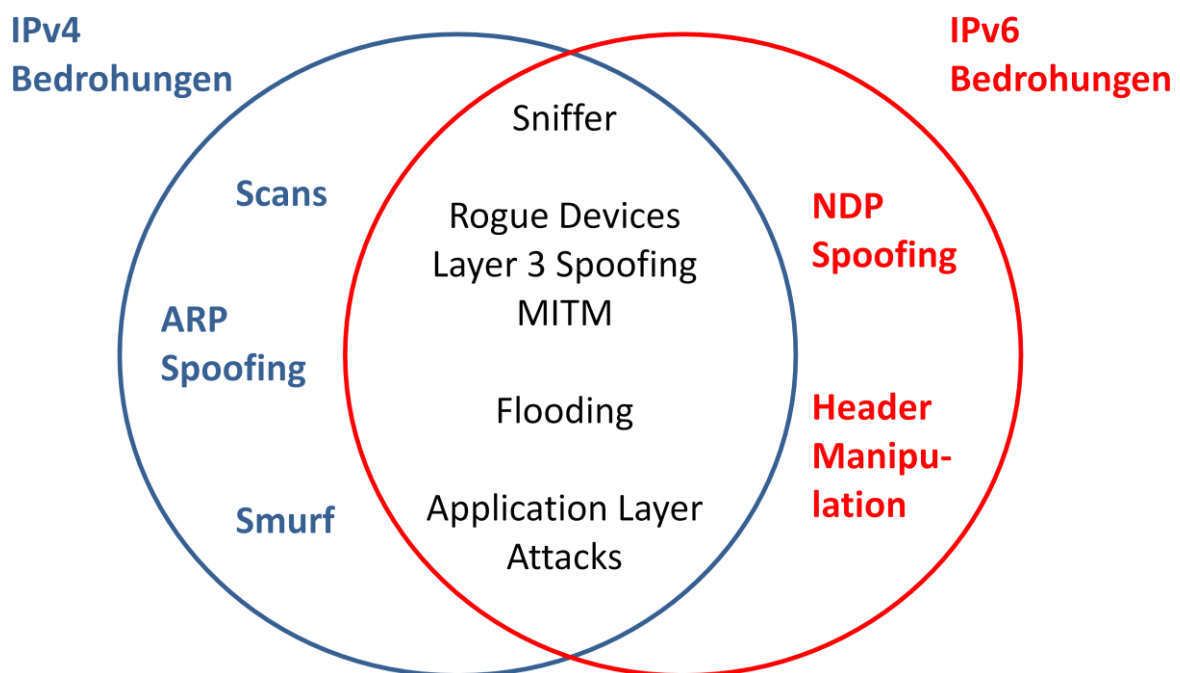 IPv4
Bedrohungen
IPv6
Bedrohungen
Sniffer
Scans
Rogue Devices
Layer 3 Spoofing
MITM
NDP
Spoofing
ARP
Spoofing
Flooding
Header
Manipu-
lation
Smurf
Application Layer
Attacks